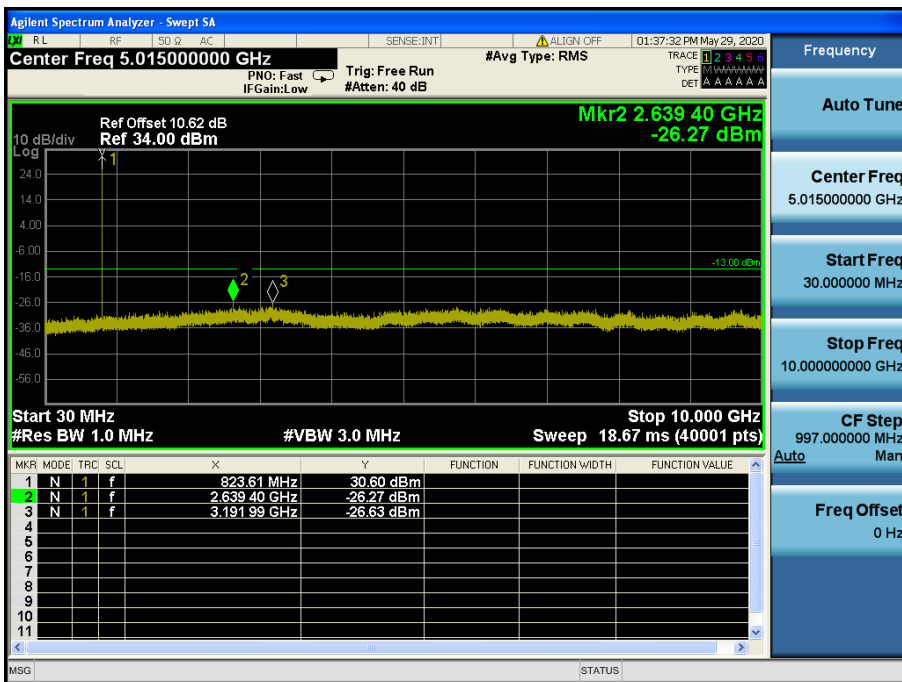 Agilent Spectrum Analyzer - Swept SA
LXI RL RF 50 Ω AC SENSE:INT ALIGN OFF 01:37:32 PM May 29, 2020
Center Freq 5.015000000 GHz #Avg Type: RMS TRACE 1 2 3 4 5 6
PNO: Fast Trig: Free Run TYPE M WWWWW
IFGain:Low #Atten: 40 dB DET A A A A A A
Mkr2 2.639 40 GHz
-26.27 dBm
Ref Offset 10.62 dB
10 dB/div Ref 34.00 dBm
Log
1
24.0
14.0
4.00
-6.00
-13.00 dBm
-16.0
2 3
-26.0
-36.0
-46.0
-56.0
Start 30 MHz Stop 10.000 GHz
#Res BW 1.0 MHz #VBW 3.0 MHz Sweep 18.67 ms (40001 pts)
MKR MODE TRC SCL X Y FUNCTION FUNCTION WIDTH FUNCTION VALUE
1 N 1 f 823.61 MHz 30.60 dBm
2 N 1 f 2.639 40 GHz -26.27 dBm
3 N 1 f 3.191 99 GHz -26.63 dBm
4
5
6
7
8
9
10
11
MSG STATUS
Frequency
Auto Tune
Center Freq
5.015000000 GHz
Start Freq
30.000000 MHz
Stop Freq
10.000000000 GHz
CF Step
997.000000 MHz
Auto Man
Freq Offset
0 Hz